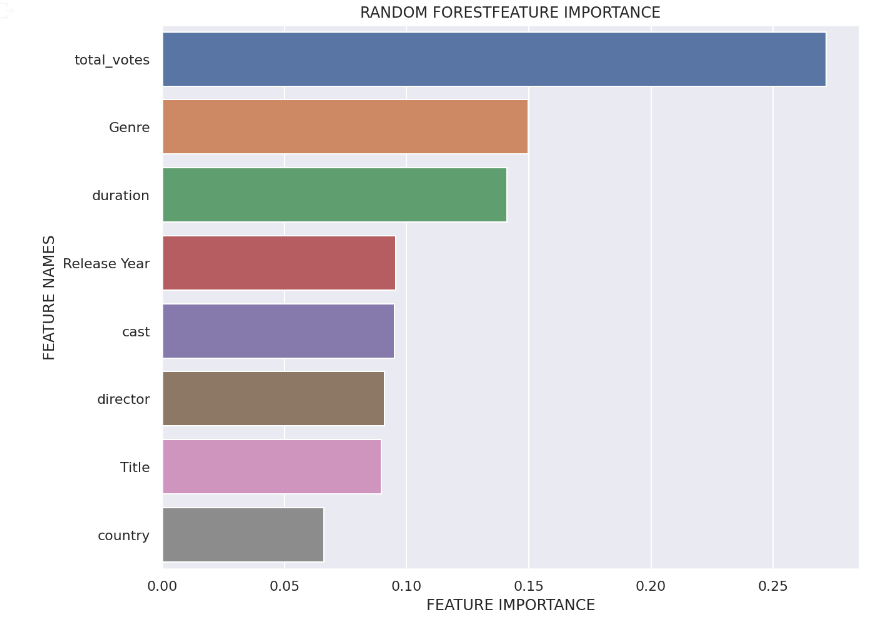 RANDOM FORESTFEATURE IMPORTANCE
total_votes
Genre
duration
Release Year
cast
director
Title
country
FEATURE NAMES
0.00 0.05 0.10 0.15 0.20 0.25
FEATURE IMPORTANCE